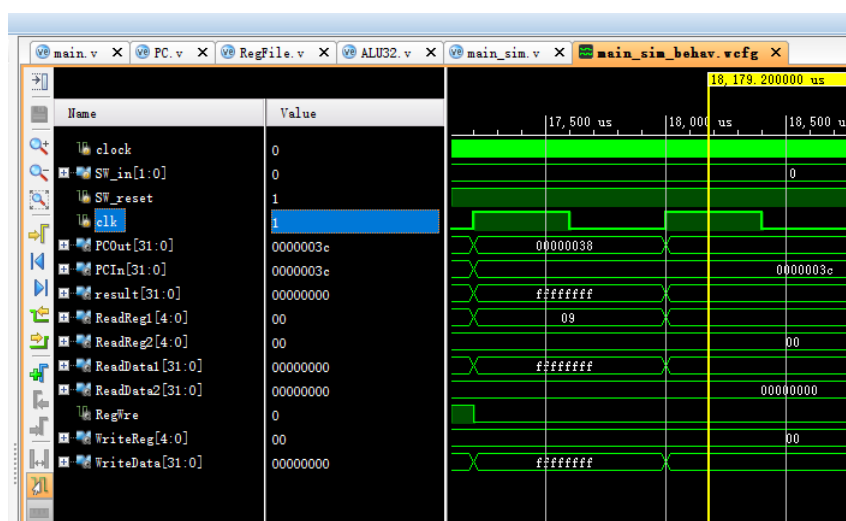 main.v X PC.v X RegFile.v X ALU32.v X main_sim.v X main_sim_behav.wcfg X
18,179.200000 us
Name Value
17,500 us 18,000 us 18,500 u
clock 0
SW_in[1:0] 0 0
SW_reset 1
clk 1
PCOut[31:0] 0000003c 00000038
PCIn[31:0] 0000003c 0000003c
result[31:0] 00000000 ffffffff
ReadReg1[4:0] 00 09
ReadReg2[4:0] 00 00
ReadData1[31:0] 00000000 ffffffff
ReadData2[31:0] 00000000 00000000
RegWre 0
WriteReg[4:0] 00 00
WriteData[31:0] 00000000 ffffffff